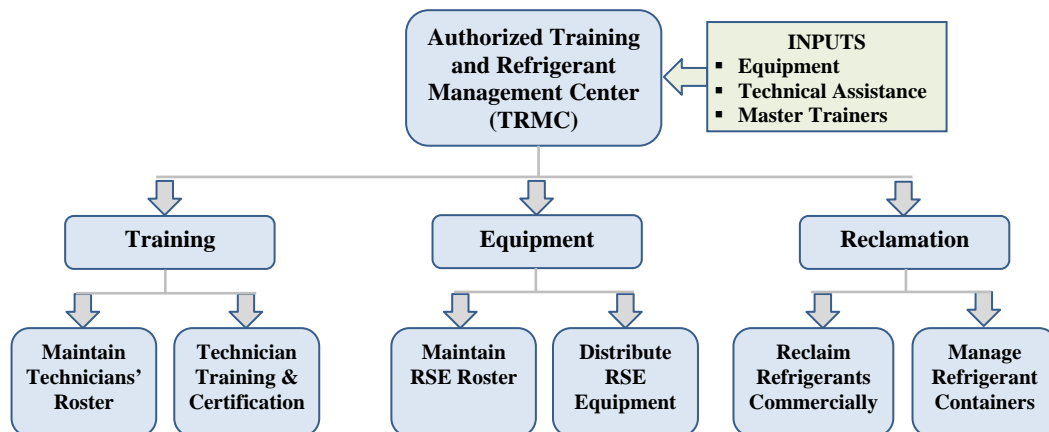 Authorized Training
and Refrigerant
Management Center
(TRMC)
INPUTS
▪ Equipment
▪ Technical Assistance
▪ Master Trainers
Training
Equipment
Reclamation
Maintain
Technicians’
Roster
Technician
Training &
Certification
Maintain
RSE Roster
Distribute
RSE
Equipment
Reclaim
Refrigerants
Commercially
Manage
Refrigerant
Containers